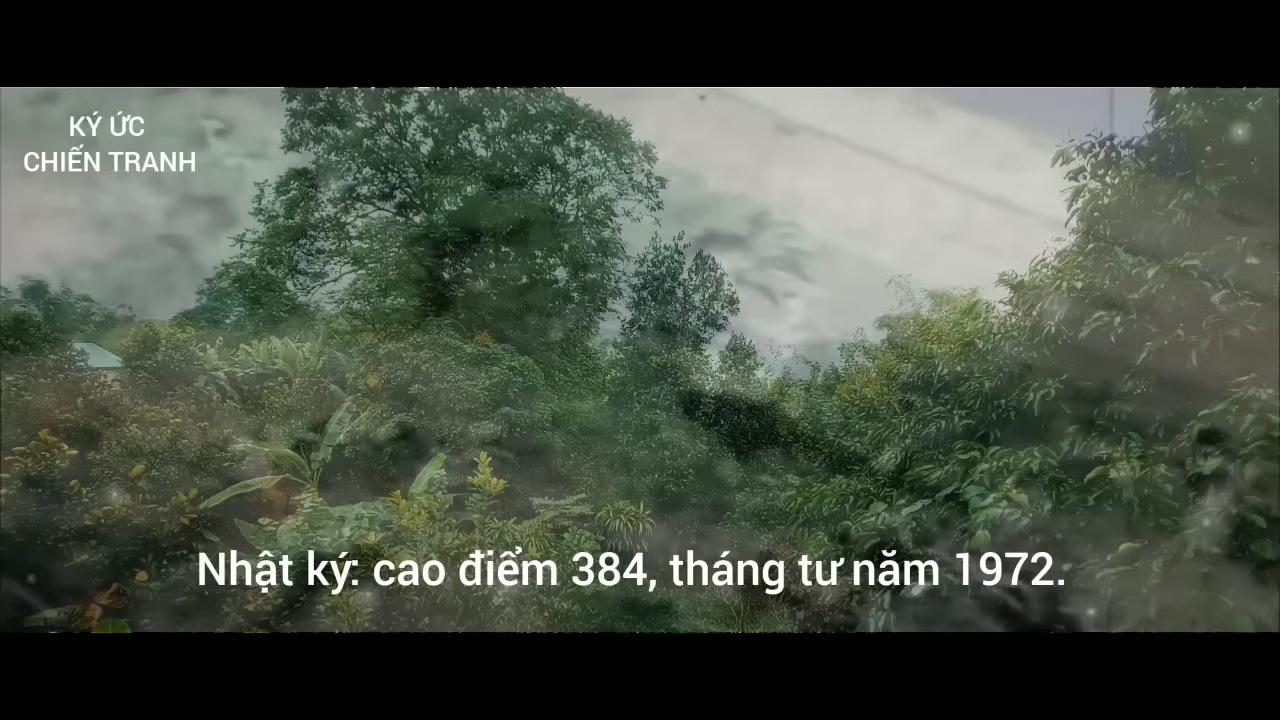 KÝ ỨC
CHIẾN TRANH
Nhật ký: cao điểm 384, tháng tư năm 1972.